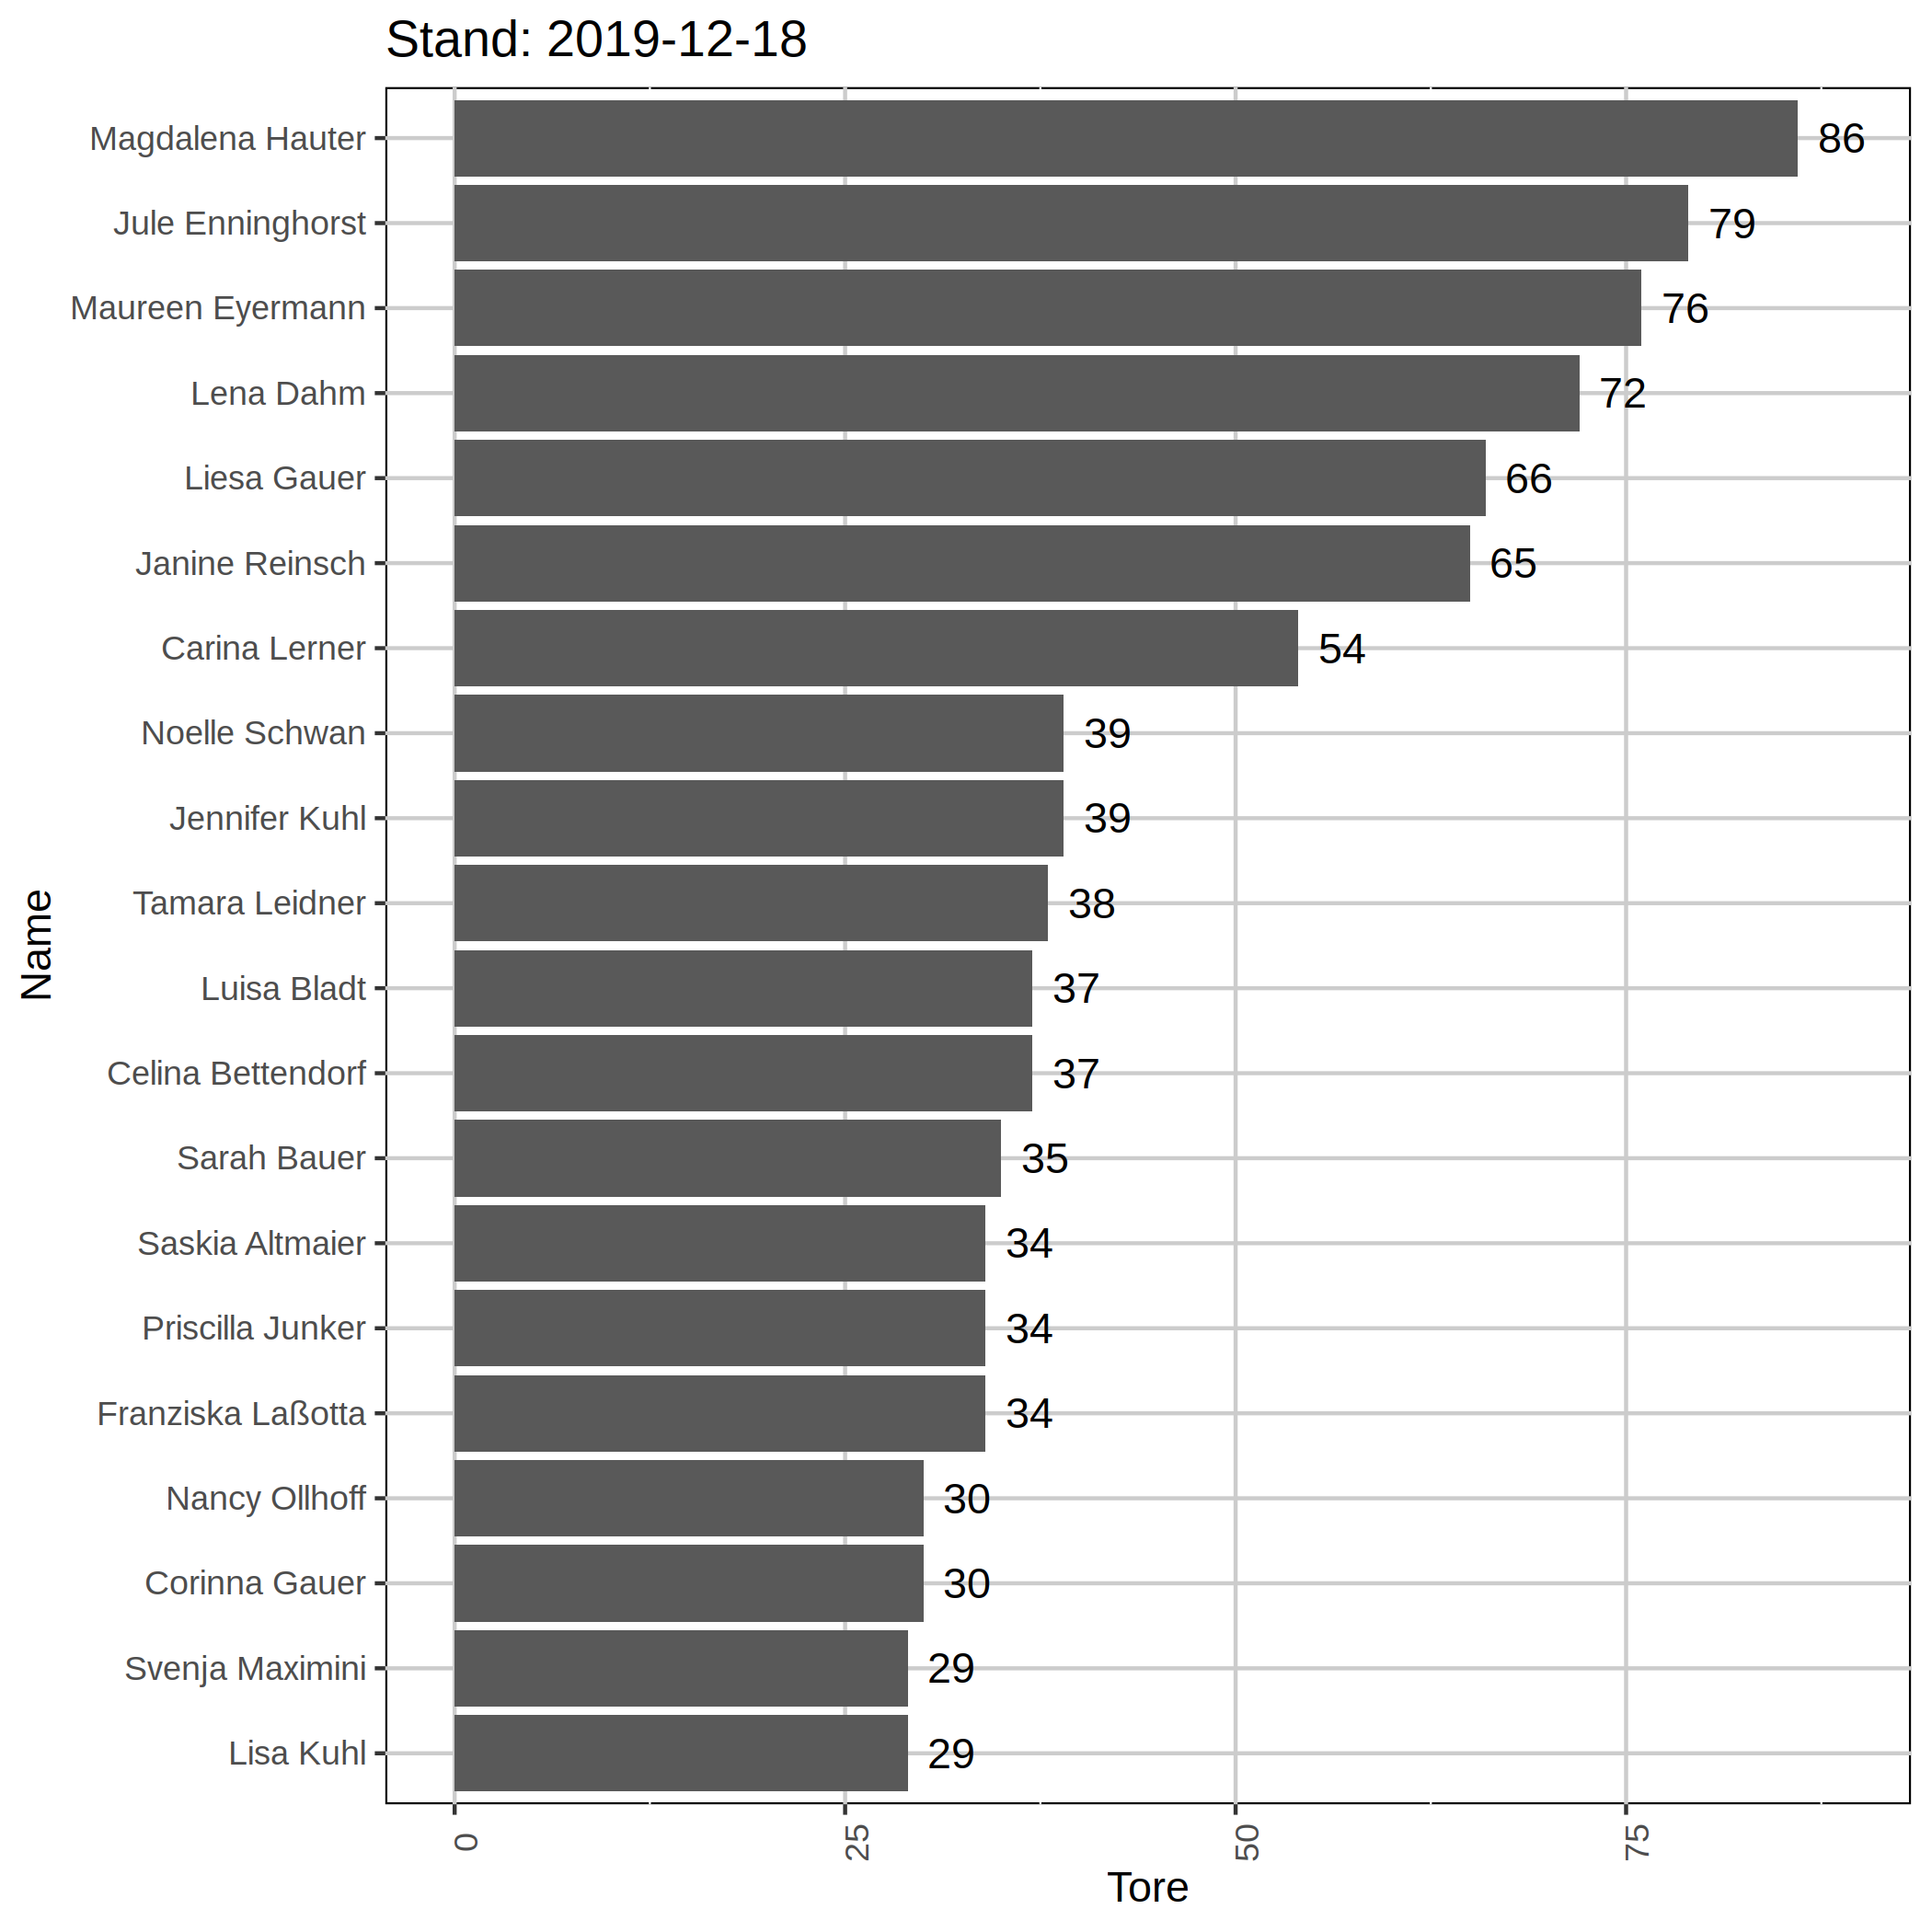 Stand: 2019-12-18
Magdalena Hauter 86
Jule Enninghorst 79
Maureen Eyermann 76
Lena Dahm 72
Liesa Gauer 66
Janine Reinsch 65
Carina Lerner 54
Noelle Schwan 39
Jennifer Kuhl 39
Tamara Leidner 38
Luisa Bladt 37
Celina Bettendorf 37
Sarah Bauer 35
Saskia Altmaier 34
Priscilla Junker 34
Franziska Laßotta 34
Nancy Ollhoff 30
Corinna Gauer 30
Svenja Maximini 29
Lisa Kuhl 29
Name
0 25 50 75
Tore